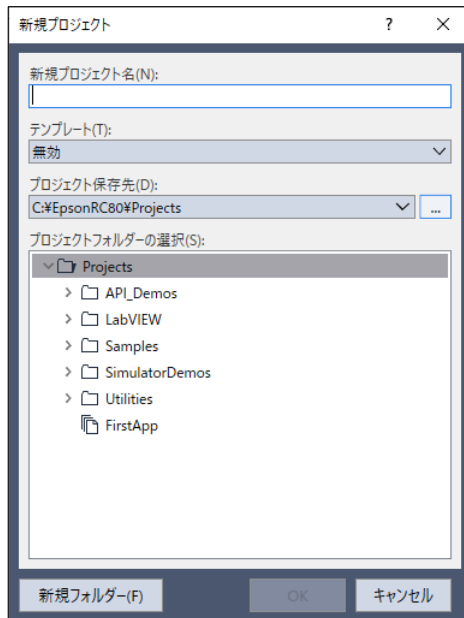 新規プロジェクト ? ×
新規プロジェクト名(N):
テンプレート(T):
無効
プロジェクト保存先(D):
C:¥EpsonRC80¥Projects ...
プロジェクトフォルダーの選択(S):
Projects
API_Demos
LabVIEW
Samples
SimulatorDemos
Utilities
FirstApp
新規フォルダー(F) OK キャンセル